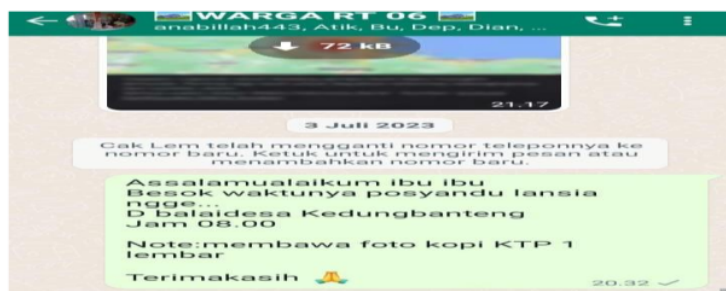 WARGA RT 06
anabillah443, Atik, Bu, Dep, Dian, ...
72 kB
21.17
3 Juli 2023
Cak Lem telah mengganti nomor teleponnya ke
nomor baru. Ketuk untuk mengirim pesan atau
menambahkan nomor baru.
Assalamualaikum ibu ibu
Besok waktunya posyandu lansia
ngge...
D balaidesa Kedungbanteng
Jam 08.00
Note:membawa foto kopi KTP 1
lembar
Terimakasih 🙏
20.32